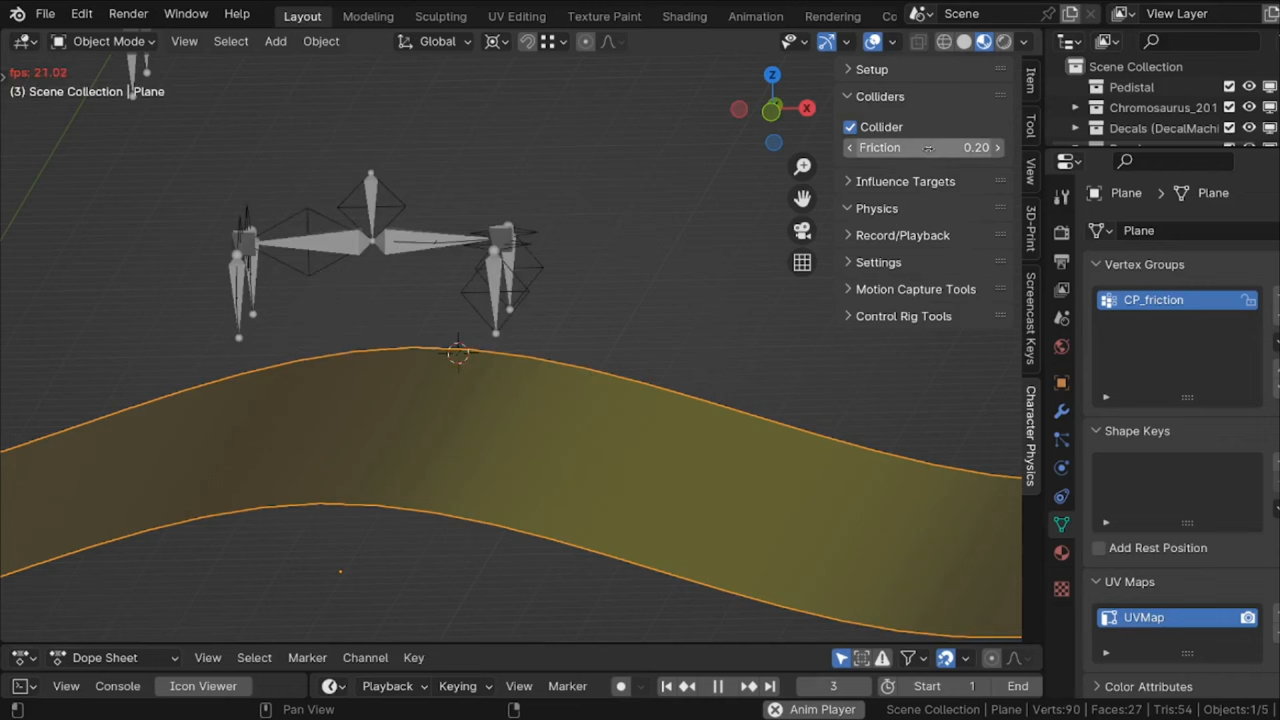 File Edit Render Window Help Layout Modeling Sculpting UV Editing Texture Paint Shading Animation Rendering Co Scene View Layer
Object Mode View Select Add Object Global
fps: 21.02
(3) Scene Collection | Plane
Z
X
Setup
Colliders
Collider
Friction 0.20
Influence Targets
Physics
Record/Playback
Settings
Motion Capture Tools
Control Rig Tools
Item
Tool
View
3D-Print
Screencast Keys
Character Physics
Scene Collection
Pedistal
Chromosaurus_201
Decals (DecalMachi
Plane Plane
Plane
Vertex Groups
CP_friction
Shape Keys
Add Rest Position
UV Maps
UVMap
Color Attributes
Dope Sheet View Select Marker Channel Key
View Console Icon Viewer Playback Keying View Marker 3 Start 1 End
Pan View Anim Player Scene Collection | Plane | Verts:90 | Faces:27 | Tris:54 | Objects:1/5